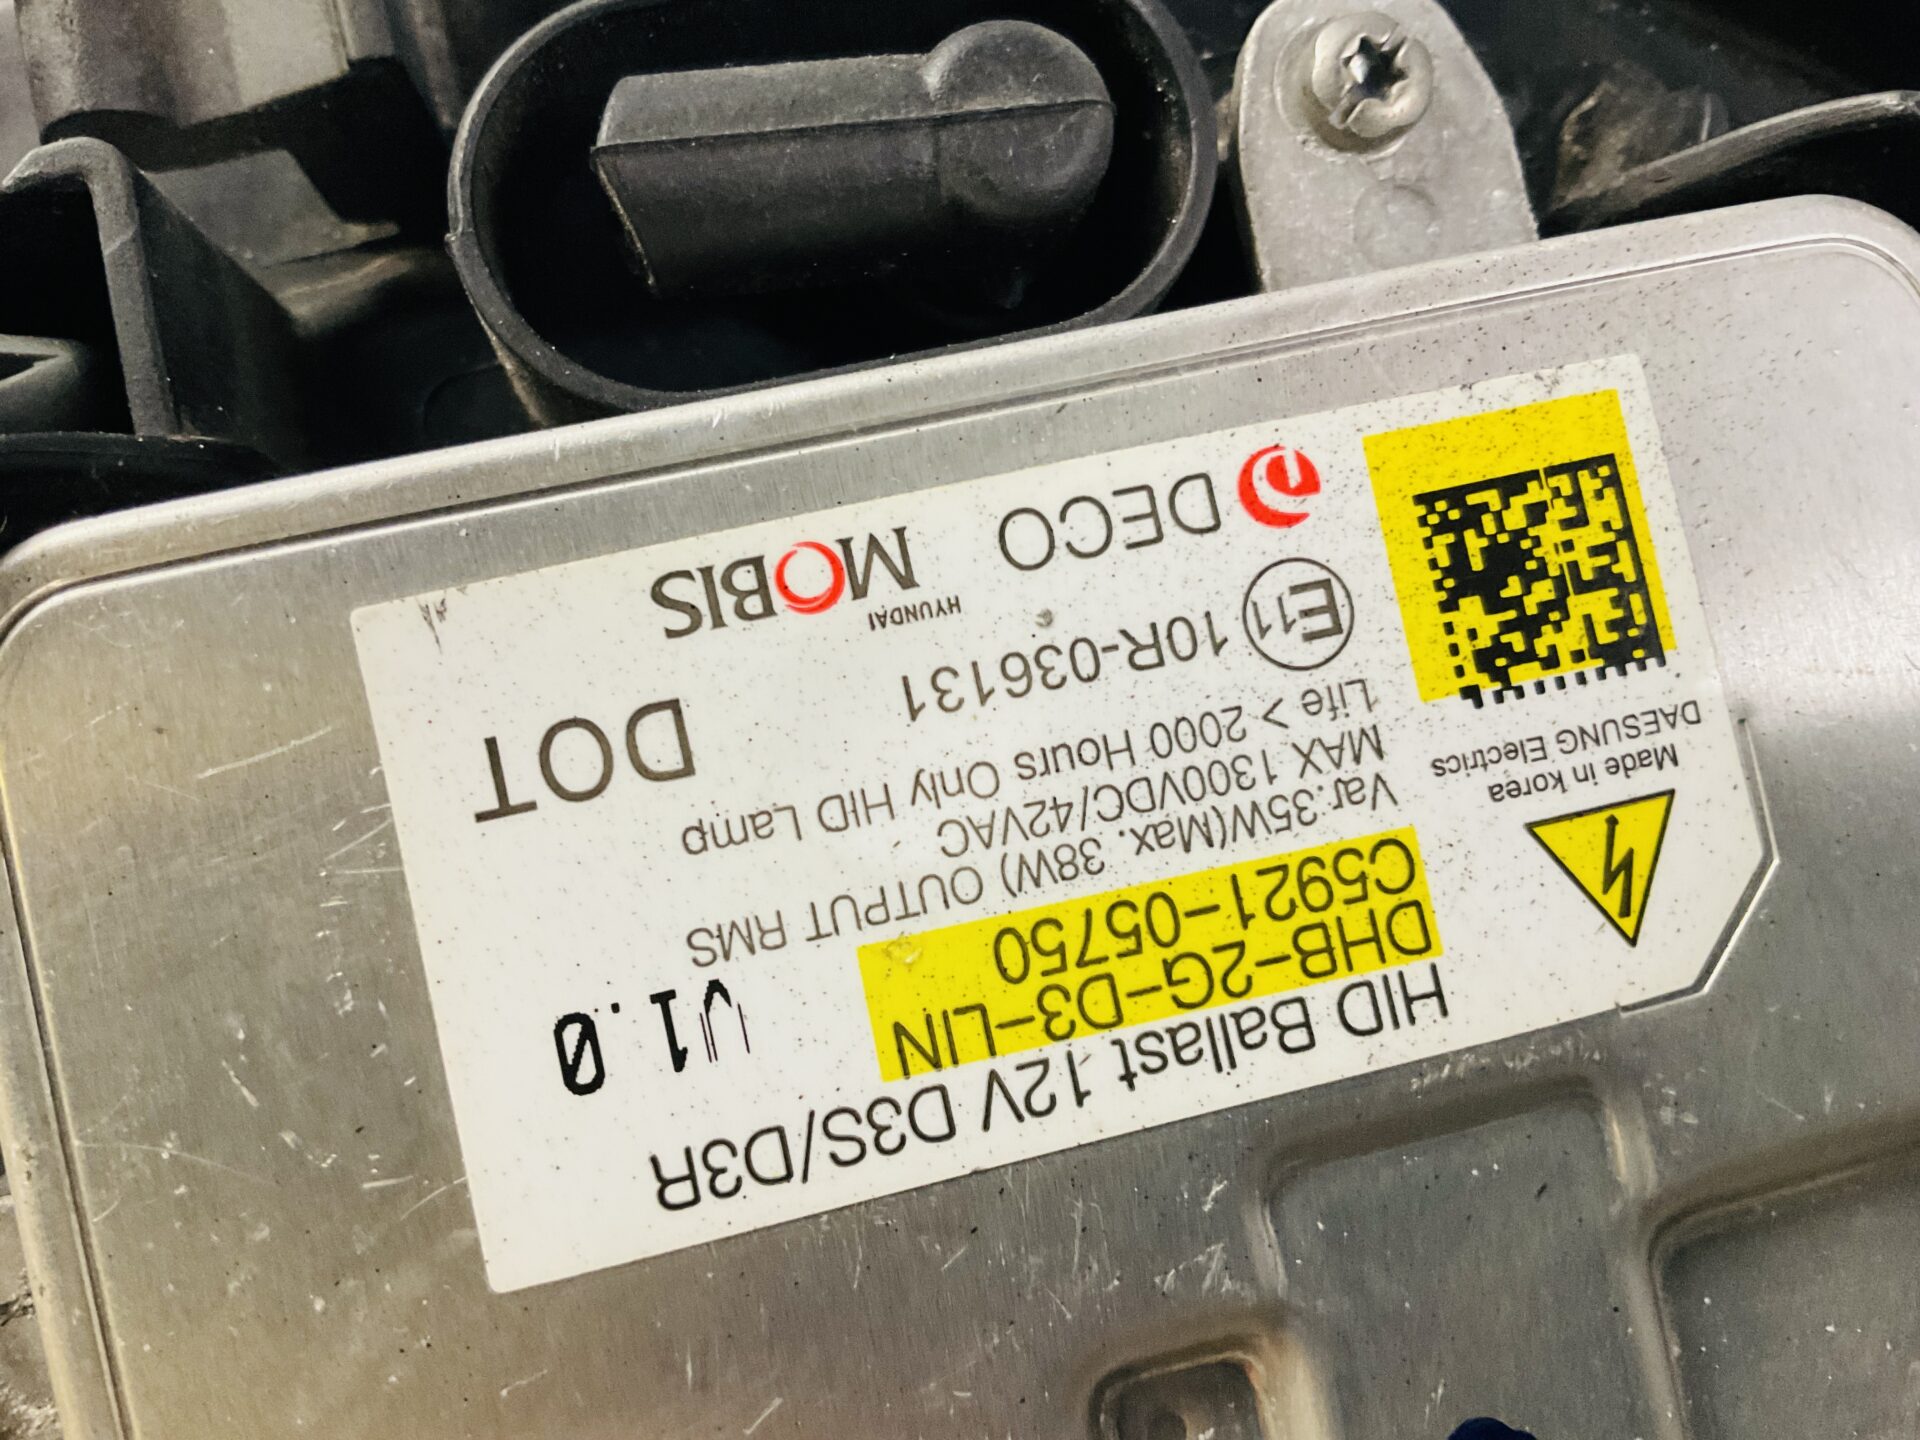 HID Ballast 12V D3S/D3R
DHB-2G-D3-LIN
C5921-05750
V1.0
Var.35W(Max. 38W) OUTPUT RMS
MAX 1300VDC/42VAC
Life > 2000 Hours Only HID Lamp
E11 10R-036131
DOT
DECO
HYUNDAI
MOBIS
Made in korea
DAESUNG Electrics